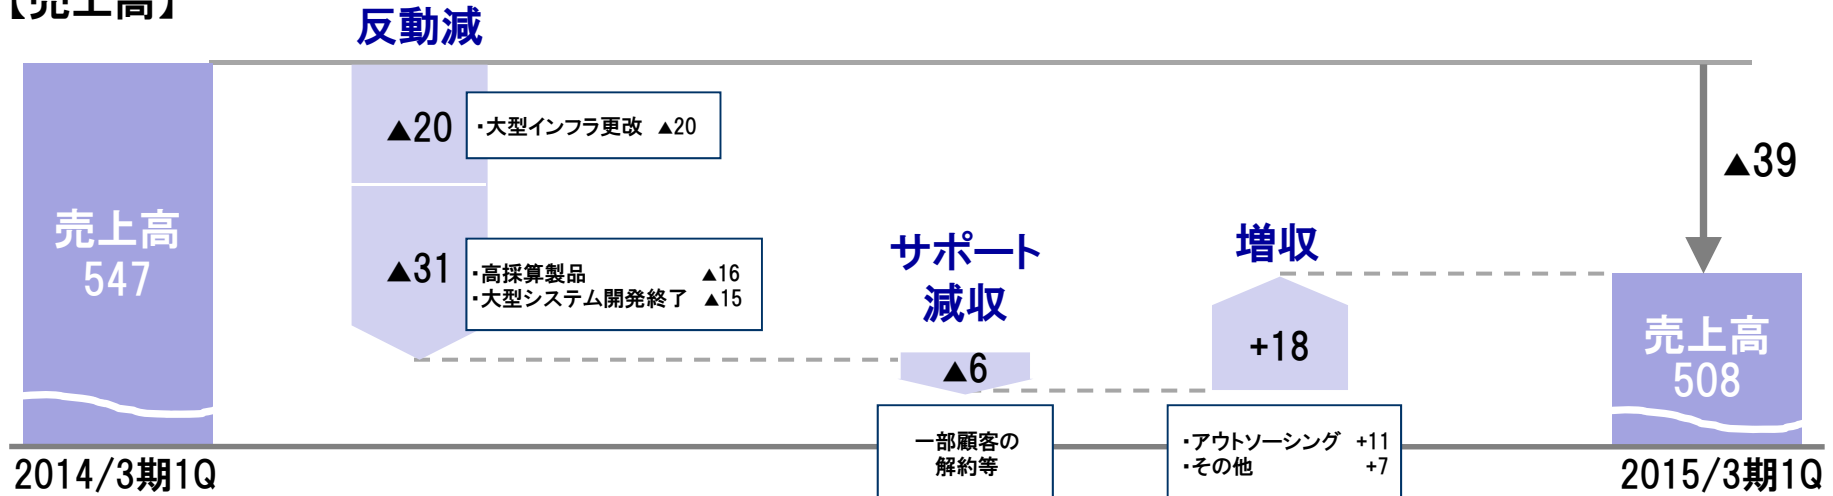 【売上高】
反動減
▲20
・大型インフラ更改 ▲20
売上高
547
▲31
・高採算製品 ▲16
・大型システム開発終了 ▲15
サポート
減収
▲6
一部顧客の
解約等
増収
+18
・アウトソーシング +11
・その他 +7
▲39
売上高
508
2014/3期1Q
2015/3期1Q